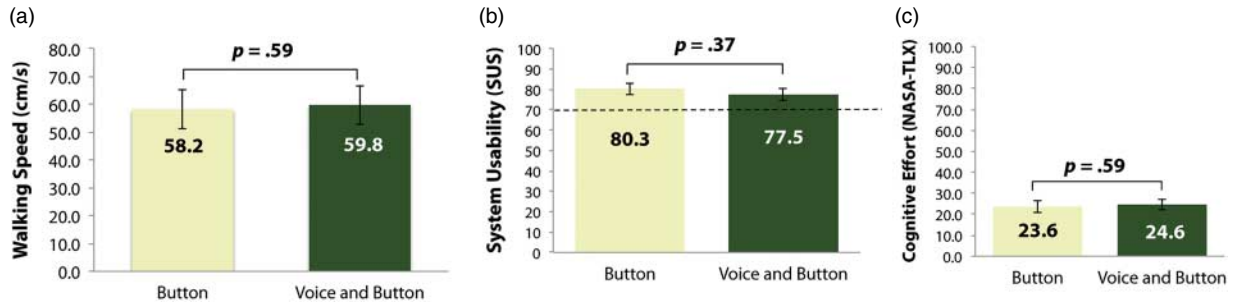 (a)
Walking Speed (cm/s)
80.0
70.0
60.0
50.0
40.0
30.0
20.0
10.0
0.0
p = .59
58.2
59.8
Button
Voice and Button
(b)
System Usability (SUS)
100
90
80
70
60
50
40
30
20
10
0
p = .37
80.3
77.5
Button
Voice and Button
(c)
Cognitive Effort (NASA-TLX)
100.0
90.0
80.0
70.0
60.0
50.0
40.0
30.0
20.0
10.0
0.0
p = .59
23.6
24.6
Button
Voice and Button